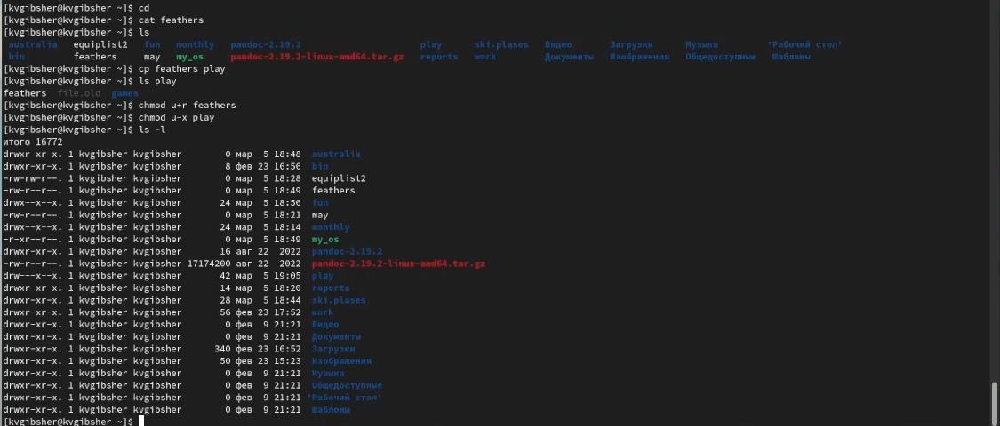 [kvgibsher@kvgibsher ~]$ cd
[kvgibsher@kvgibsher ~]$ cat feathers
[kvgibsher@kvgibsher ~]$ ls
australia equiplist2 fun monthly pandoc-2.19.2 play ski.plases Видео Загрузки Музыка 'Рабочий стол'
bin feathers may my_os pandoc-2.19.2-linux-amd64.tar.gz reports work Документы Изображения Общедоступные Шаблоны
[kvgibsher@kvgibsher ~]$ cp feathers play
[kvgibsher@kvgibsher ~]$ ls play
feathers file.old games
[kvgibsher@kvgibsher ~]$ chmod u+r feathers
[kvgibsher@kvgibsher ~]$ chmod u-x play
[kvgibsher@kvgibsher ~]$ ls -l
итого 16772
drwxr-xr-x. 1 kvgibsher kvgibsher 0 мар 5 18:48 australia
drwxr-xr-x. 1 kvgibsher kvgibsher 8 фев 23 16:56 bin
-rw-rw-r--. 1 kvgibsher kvgibsher 0 мар 5 18:28 equiplist2
-rw-r--r--. 1 kvgibsher kvgibsher 0 мар 5 18:49 feathers
drwx--x--x. 1 kvgibsher kvgibsher 24 мар 5 18:56 fun
-rw-r--r--. 1 kvgibsher kvgibsher 0 мар 5 18:21 may
drwx--x--x. 1 kvgibsher kvgibsher 24 мар 5 18:14 monthly
-r-xr--r--. 1 kvgibsher kvgibsher 0 мар 5 18:49 my_os
drwxr-xr-x. 1 kvgibsher kvgibsher 16 авг 22 2022 pandoc-2.19.2
-rw-r--r--. 1 kvgibsher kvgibsher 17174200 авг 22 2022 pandoc-2.19.2-linux-amd64.tar.gz
drw---x--x. 1 kvgibsher kvgibsher 42 мар 5 19:05 play
drwxr-xr-x. 1 kvgibsher kvgibsher 14 мар 5 18:20 reports
drwxr-xr-x. 1 kvgibsher kvgibsher 28 мар 5 18:44 ski.plases
drwxr-xr-x. 1 kvgibsher kvgibsher 56 фев 23 17:52 work
drwxr-xr-x. 1 kvgibsher kvgibsher 0 фев 9 21:21 Видео
drwxr-xr-x. 1 kvgibsher kvgibsher 0 фев 9 21:21 Документы
drwxr-xr-x. 1 kvgibsher kvgibsher 340 фев 23 16:52 Загрузки
drwxr-xr-x. 1 kvgibsher kvgibsher 50 фев 23 15:23 Изображения
drwxr-xr-x. 1 kvgibsher kvgibsher 0 фев 9 21:21 Музыка
drwxr-xr-x. 1 kvgibsher kvgibsher 0 фев 9 21:21 Общедоступные
drwxr-xr-x. 1 kvgibsher kvgibsher 0 фев 9 21:21 'Рабочий стол'
drwxr-xr-x. 1 kvgibsher kvgibsher 0 фев 9 21:21 Шаблоны
[kvgibsher@kvgibsher ~]$